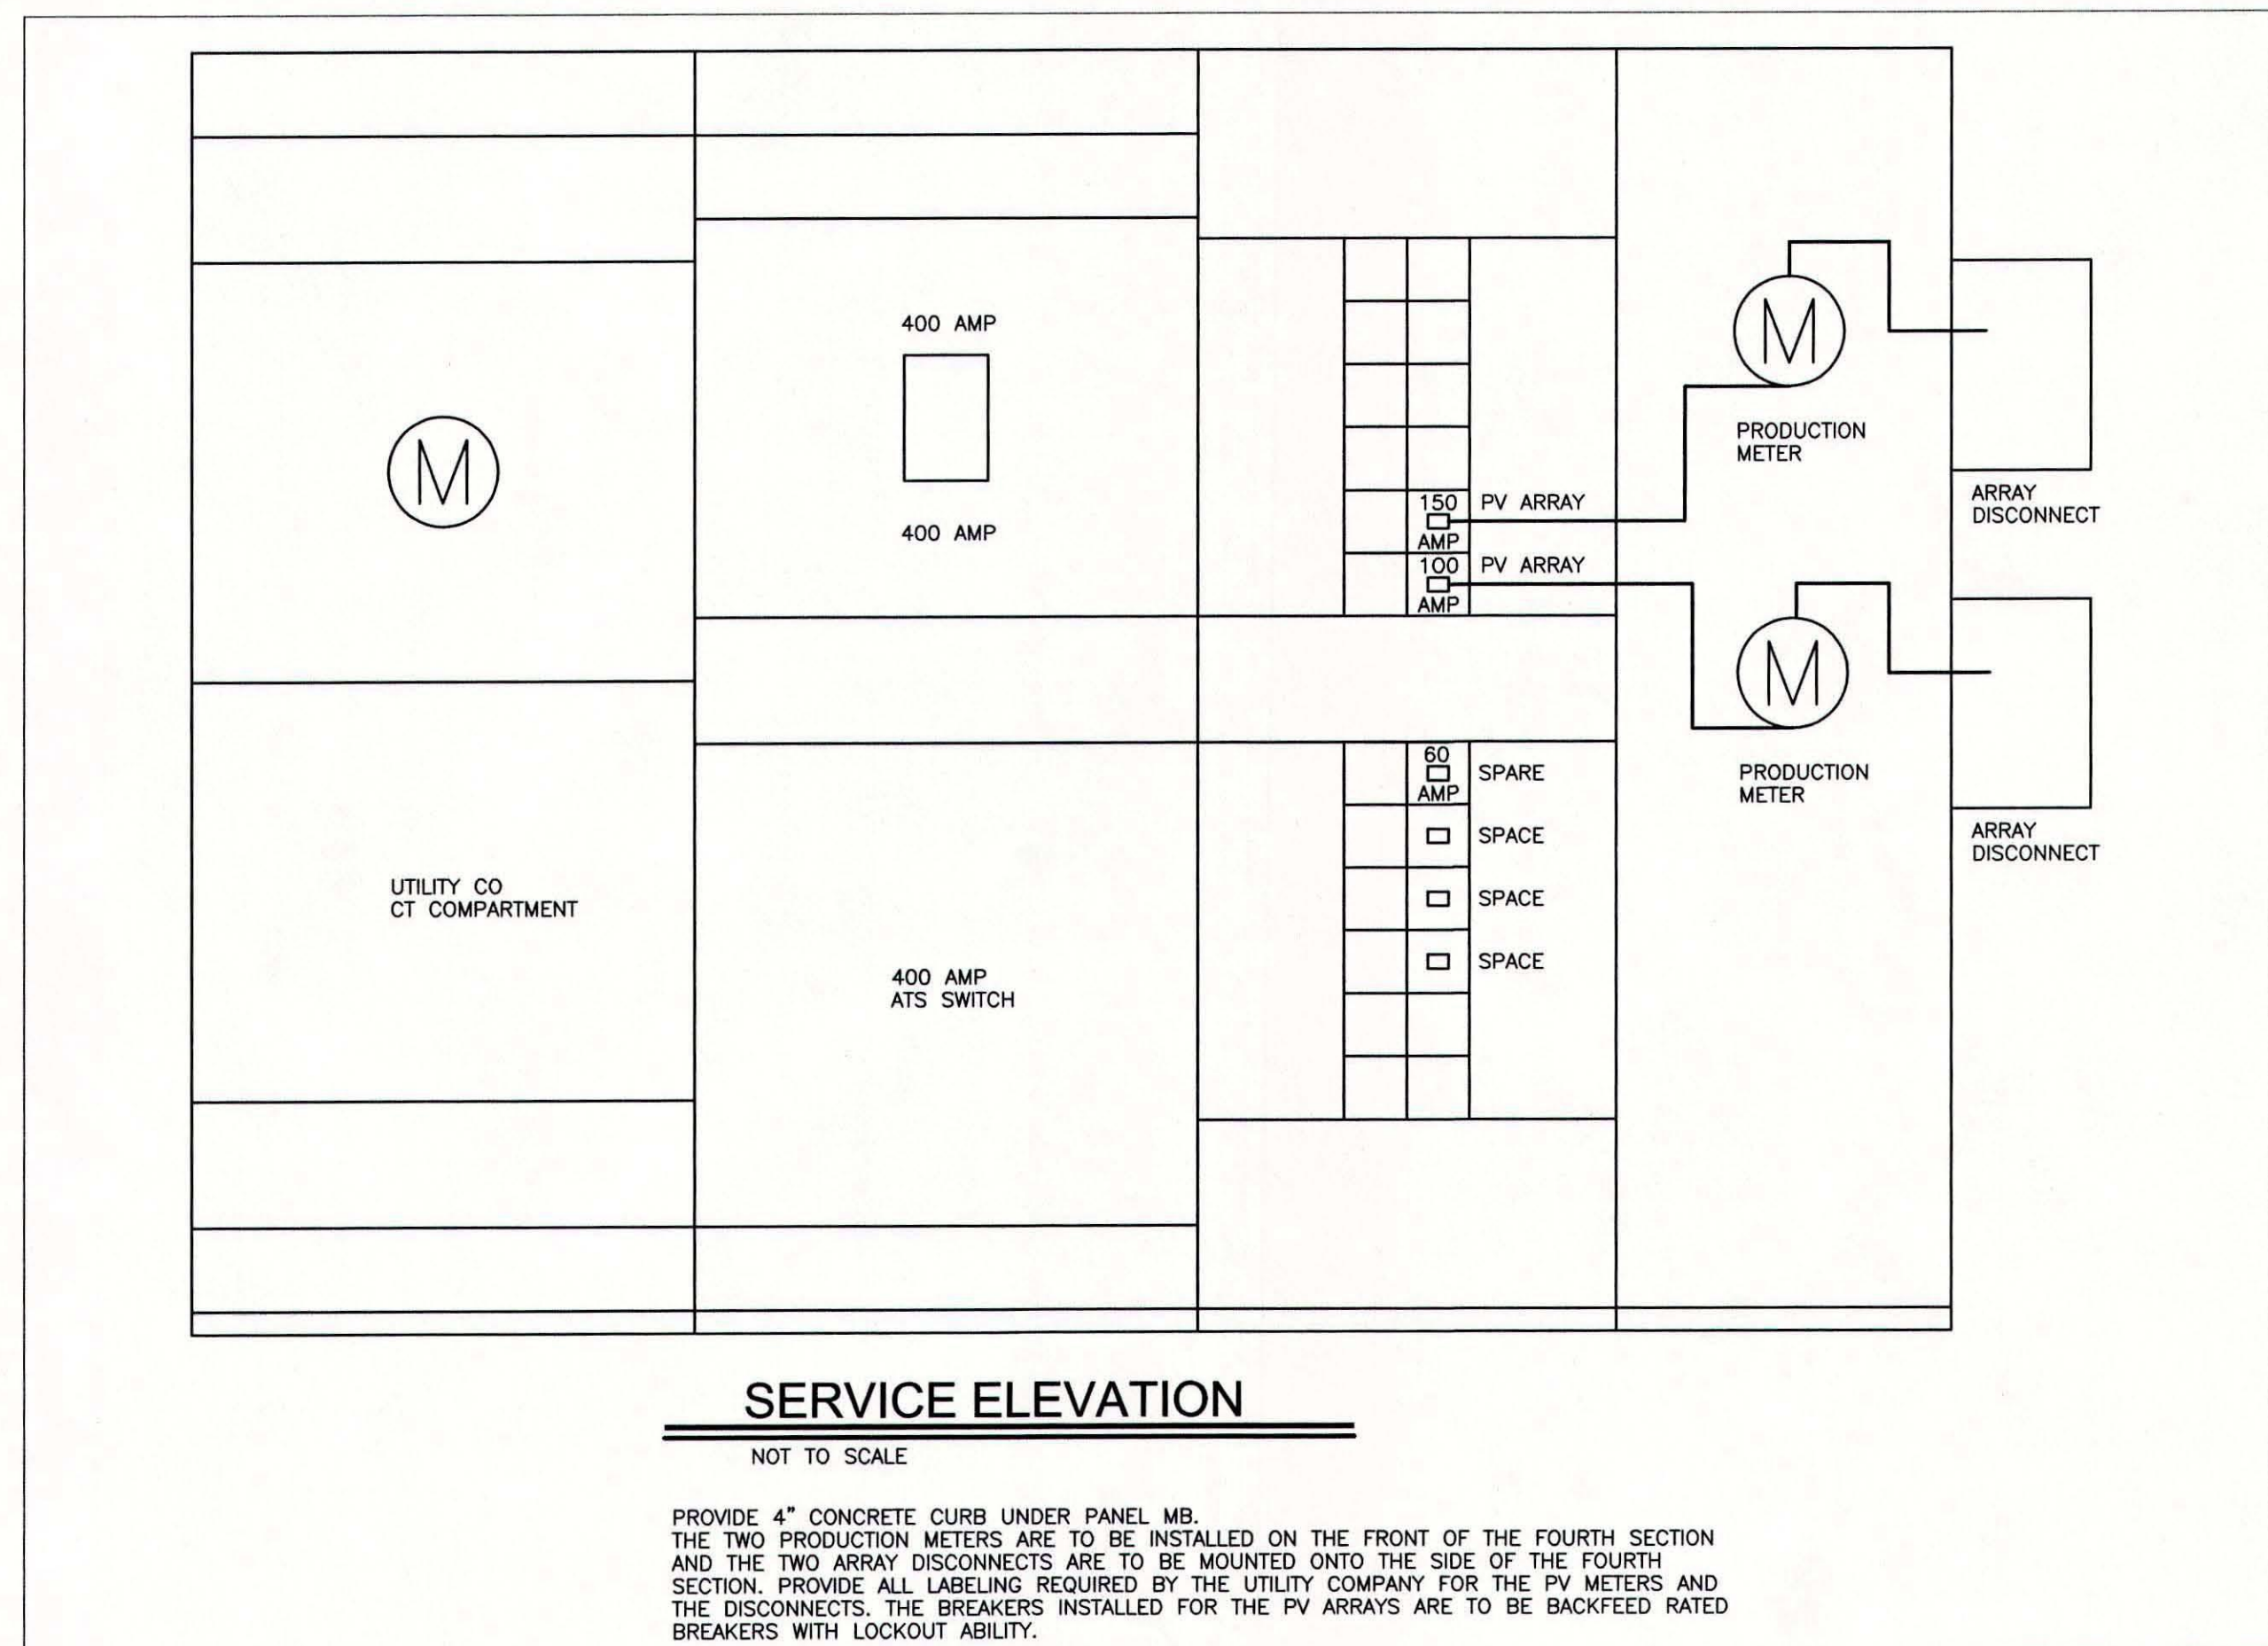 M
UTILITY CO
CT COMPARTMENT
400 AMP
400 AMP
400 AMP
ATS SWITCH
150
AMP
PV ARRAY
100
AMP
PV ARRAY
60
AMP
SPARE
SPACE
SPACE
SPACE
M
PRODUCTION
METER
ARRAY
DISCONNECT
M
PRODUCTION
METER
ARRAY
DISCONNECT
SERVICE ELEVATION
NOT TO SCALE
PROVIDE 4" CONCRETE CURB UNDER PANEL MB.
THE TWO PRODUCTION METERS ARE TO BE INSTALLED ON THE FRONT OF THE FOURTH SECTION
AND THE TWO ARRAY DISCONNECTS ARE TO BE MOUNTED ONTO THE SIDE OF THE FOURTH
SECTION. PROVIDE ALL LABELING REQUIRED BY THE UTILITY COMPANY FOR THE PV METERS AND
THE DISCONNECTS. THE BREAKERS INSTALLED FOR THE PV ARRAYS ARE TO BE BACKFEED RATED
BREAKERS WITH LOCKOUT ABILITY.